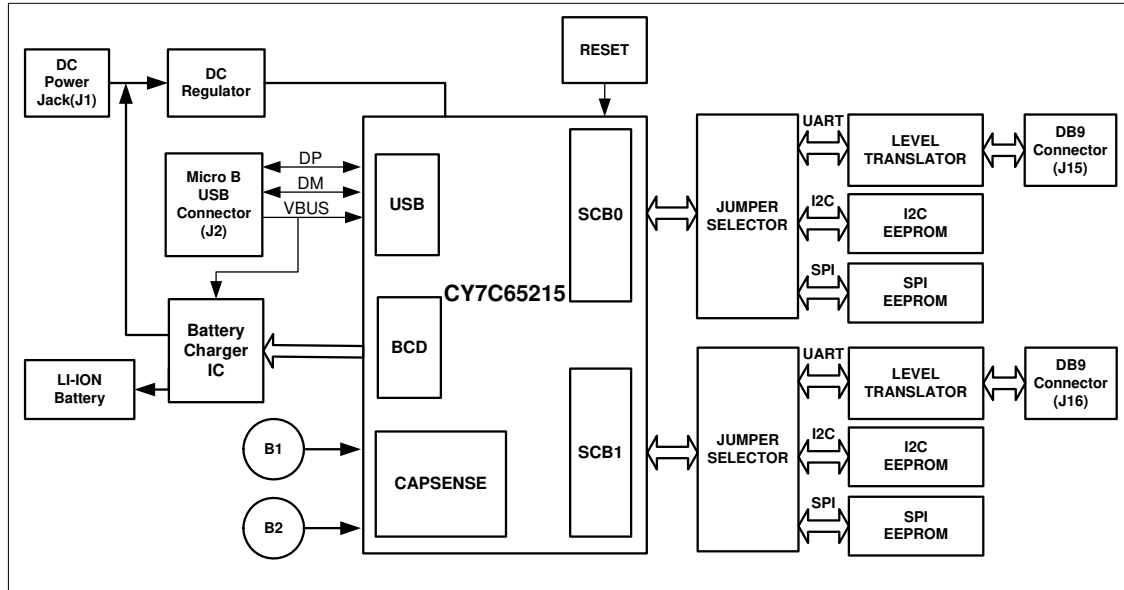 DC
Power
Jack(J1)
DC
Regulator
RESET
Micro B
USB
Connector
(J2)
DP
DM
VBUS
USB
CY7C65215
SCB0
JUMPER
SELECTOR
UART
I2C
SPI
LEVEL
TRANSLATOR
DB9
Connector
(J15)
I2C
EEPROM
SPI
EEPROM
Battery
Charger
IC
BCD
LI-ION
Battery
B1
B2
CAPSENSE
SCB1
JUMPER
SELECTOR
UART
I2C
SPI
LEVEL
TRANSLATOR
DB9
Connector
(J16)
I2C
EEPROM
SPI
EEPROM